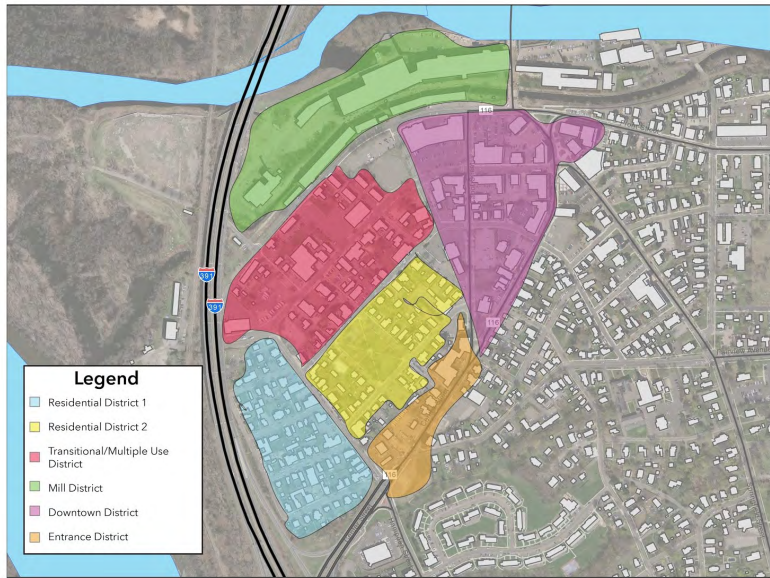 116
391
391
116
116
Legend
Residential District 1
Residential District 2
Transitional/Multiple Use
District
Mill District
Downtown District
Entrance District